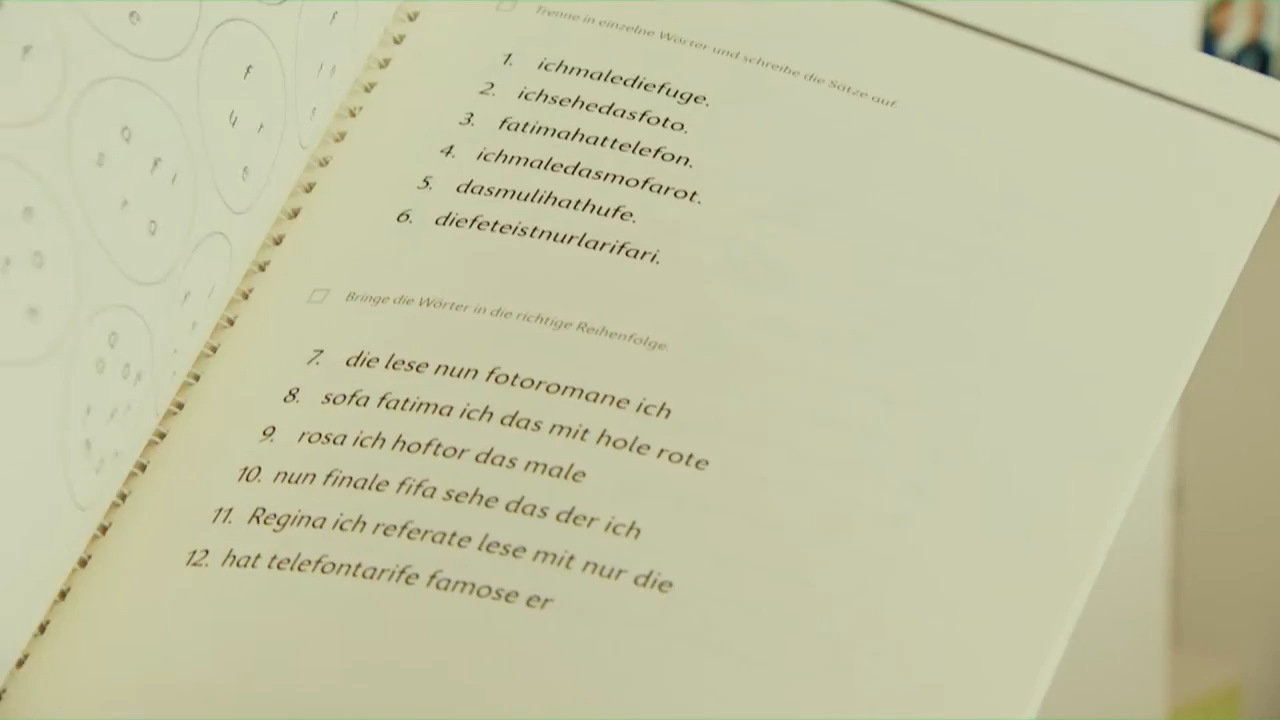 Trenne in einzelne Wörter und schreibe die Sätze auf.
1. ichmalediefuge.
2. ichsehedasfoto.
3. fatimahattelefon.
4. ichmaledasmofarot.
5. dasmulihathufe.
6. diefeteistnurlarifari.
Bringe die Wörter in die richtige Reihenfolge.
7. die lese nun fotoromane ich
8. sofa fatima ich das mit hole rote
9. rosa ich hoftor das male
10. nun finale fifa sehe das der ich
11. Regina ich referate lese mit nur die
12. hat telefontarife famose er